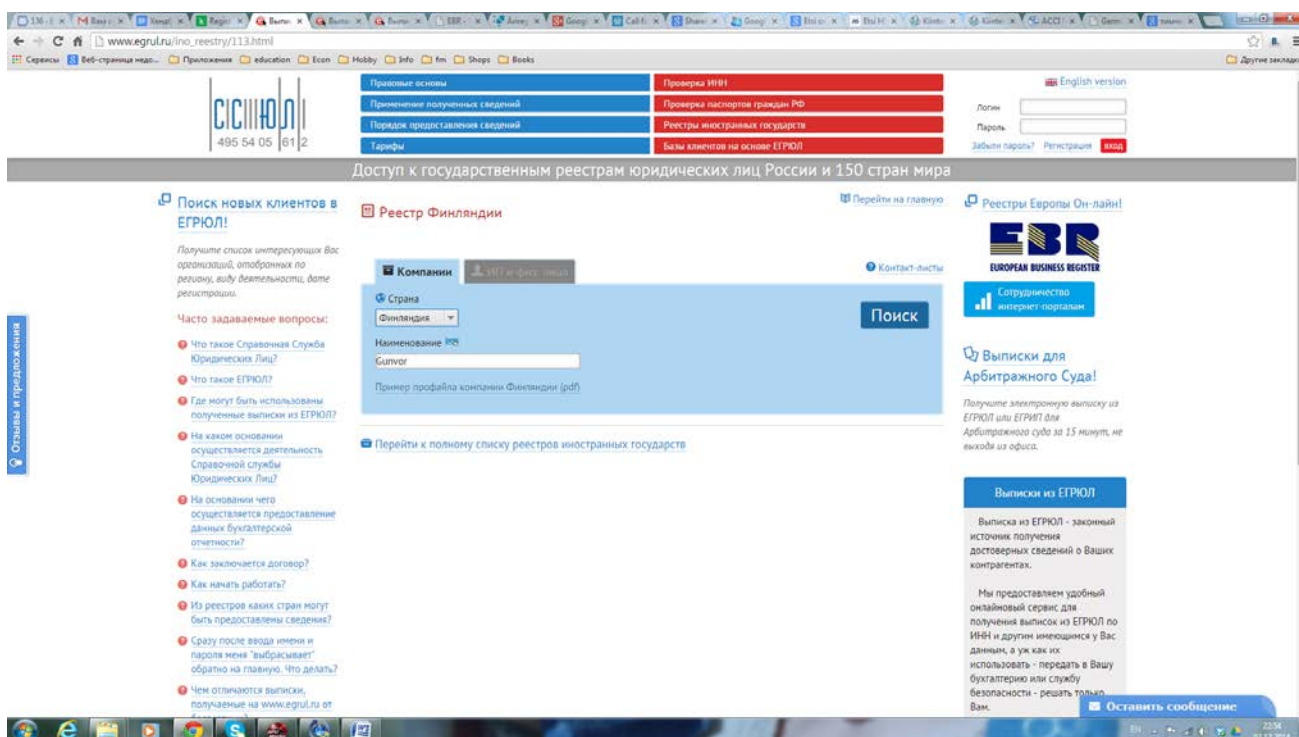 www.egrul.ru/ino_reestry/113.html
Сервисы Веб-страница недо... Приложения education Econ Hobby Info fm Shops Books Другие закладки
ССЮЛ
495 54 05 61 2
Правовые основы
Применение полученных сведений
Порядок предоставления сведений
Тарифы
Проверка ИНН
Проверка паспортов граждан РФ
Реестры иностранных государств
Базы клиентов на основе ЕГРЮЛ
English version
Логин
Пароль
Забыли пароль? Регистрация вход
Доступ к государственным реестрам юридических лиц России и 150 стран мира
Отзывы и предложения
Поиск новых клиентов в
ЕГРЮЛ!
Получите список интересующих Вас
организаций, отобранных по
региону, виду деятельности, дате
регистрации.
Часто задаваемые вопросы:
Что такое Справочная Служба
Юридических Лиц?
Что такое ЕГРЮЛ?
Где могут быть использованы
полученные выписки из ЕГРЮЛ?
На каком основании
осуществляется деятельность
Справочной службы
Юридических Лиц?
На основании чего
осуществляется предоставление
данных бухгалтерской
отчетности?
Как заключается договор?
Как начать работать?
Из реестров каких стран могут
быть предоставлены сведения?
Сразу после ввода имени и
пароля меня "выбрасывает"
обратно на главную. Что делать?
Чем отличаются выписки,
получаемые на www.egrul.ru от
Реестр Финляндии
Перейти на главную
Компании
ИП и физ. лица
Контакт-листы
Страна
Финляндия
Поиск
Наименование
Gunvor
Пример профайла компании Финляндии (pdf)
Перейти к полному списку реестров иностранных государств
Реестры Европы Он-лайн!
EBR
EUROPEAN BUSINESS REGISTER
Сотрудничество
интернет-порталам
Выписки для
Арбитражного Суда!
Получите электронную выписку из
ЕГРЮЛ или ЕГРИП для
Арбитражного суда за 15 минут, не
выходя из офиса.
Выписки из ЕГРЮЛ
Выписка из ЕГРЮЛ - законный
источник получения
достоверных сведений о Ваших
контрагентах.
Мы предоставляем удобный
онлайновый сервис для
получения выписок из ЕГРЮЛ по
ИНН и другим имеющимся у Вас
данным, а уж как их
использовать - передать в Вашу
бухгалтерию или службу
безопасности - решать только
Вам.
Оставить сообщение
EN
22:54